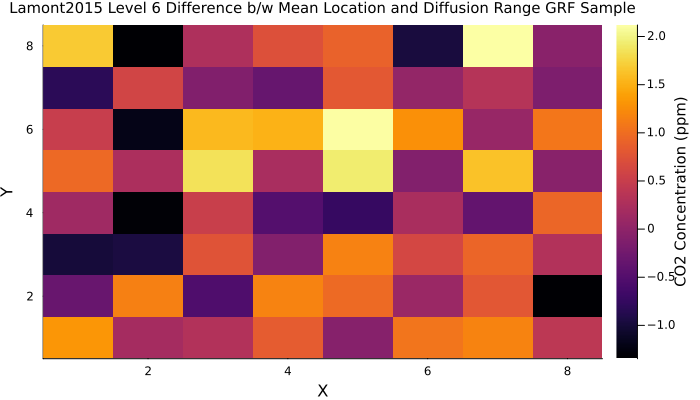 Lamont2015 Level 6 Difference b/w Mean Location and Diffusion Range GRF Sample
8
6
4
2
Y
2 4 6 8
X
2.0
1.5
1.0
0.5
0
−0.5
−1.0
CO2 Concentration (ppm)